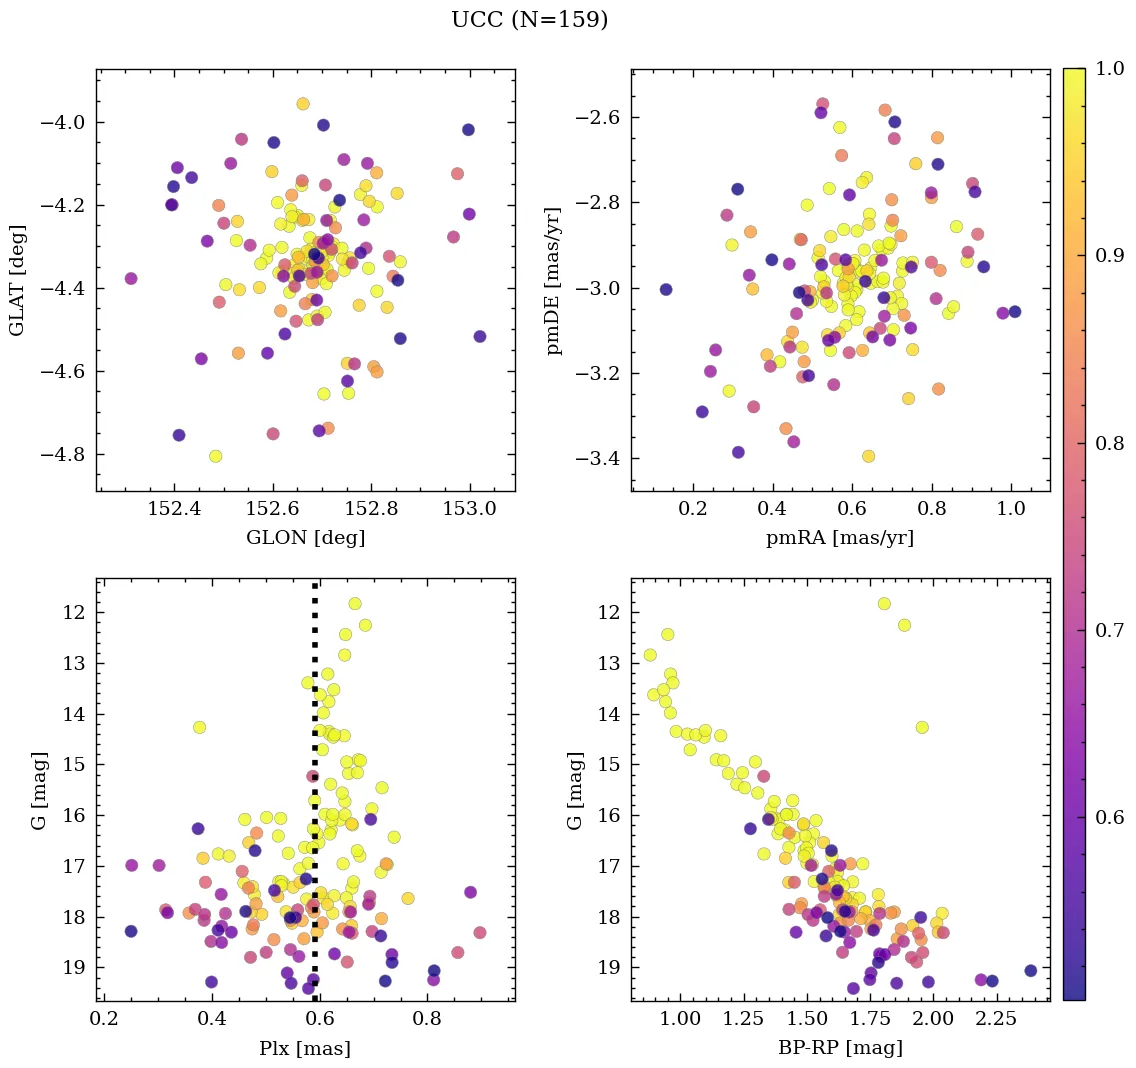 UCC (N=159)
−4.0
−4.2
−4.4
−4.6
−4.8
GLAT [deg]
152.4 152.6 152.8 153.0
GLON [deg]
−2.6
−2.8
−3.0
−3.2
−3.4
pmDE [mas/yr]
0.2 0.4 0.6 0.8 1.0
pmRA [mas/yr]
12
13
14
15
16
17
18
19
G [mag]
0.2 0.4 0.6 0.8
Plx [mas]
12
13
14
15
16
17
18
19
G [mag]
1.00 1.25 1.50 1.75 2.00 2.25
BP-RP [mag]
1.0
0.9
0.8
0.7
0.6